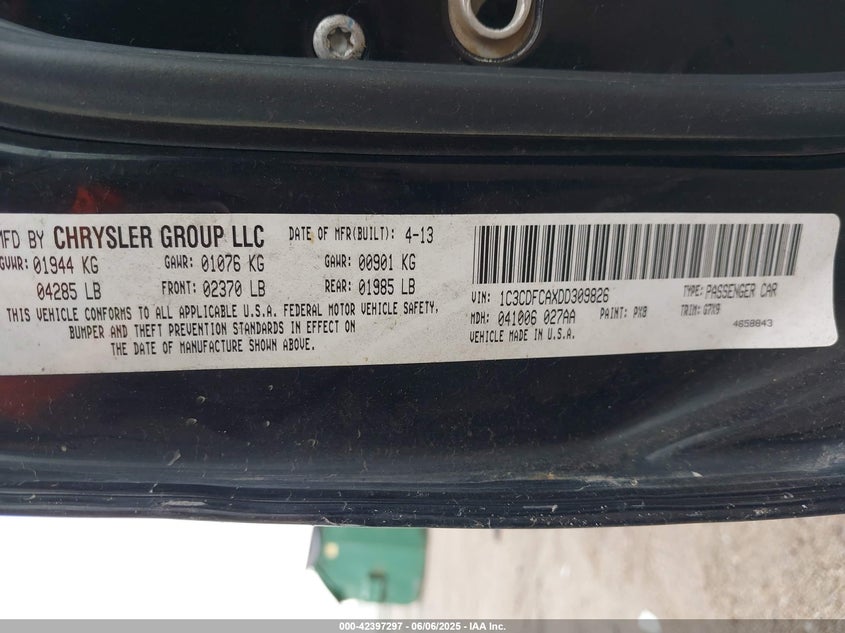 MFD BY CHRYSLER GROUP LLC
DATE OF MFR(BUILT): 4-13
GVWR: 01944 KG
GAWR: 01076 KG
GAWR: 00901 KG
04285 LB
FRONT: 02370 LB
REAR: 01985 LB
THIS VEHICLE CONFORMS TO ALL APPLICABLE U.S.A. FEDERAL MOTOR VEHICLE SAFETY,
BUMPER AND THEFT PREVENTION STANDARDS IN EFFECT ON
THE DATE OF MANUFACTURE SHOWN ABOVE.
VIN: 1C3CDFCAXDD309826
TYPE: PASSENGER CAR
MDH: 041006 027AA
PAINT: PX8
TRIM: G7X9
VEHICLE MADE IN U.S.A.
4658843
000-42397297 - 06/06/2025 - IAA Inc.